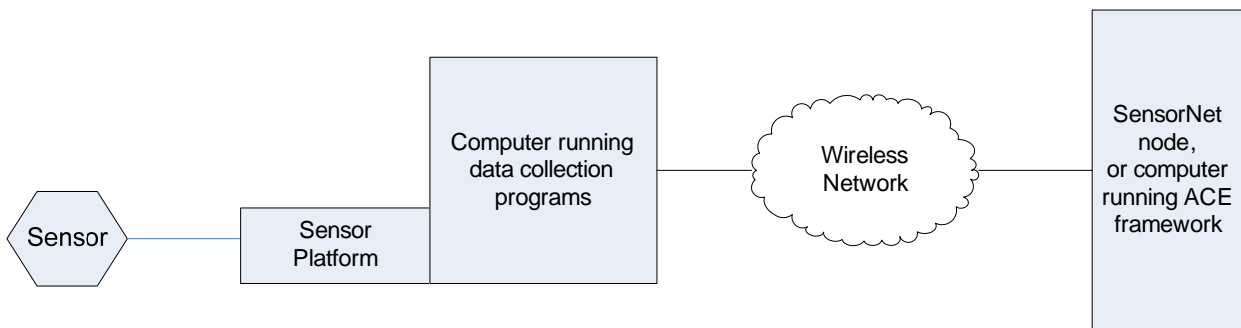 Sensor
Sensor
Platform
Computer running
data collection
programs
Wireless
Network
SensorNet
node,
or computer
running ACE
framework